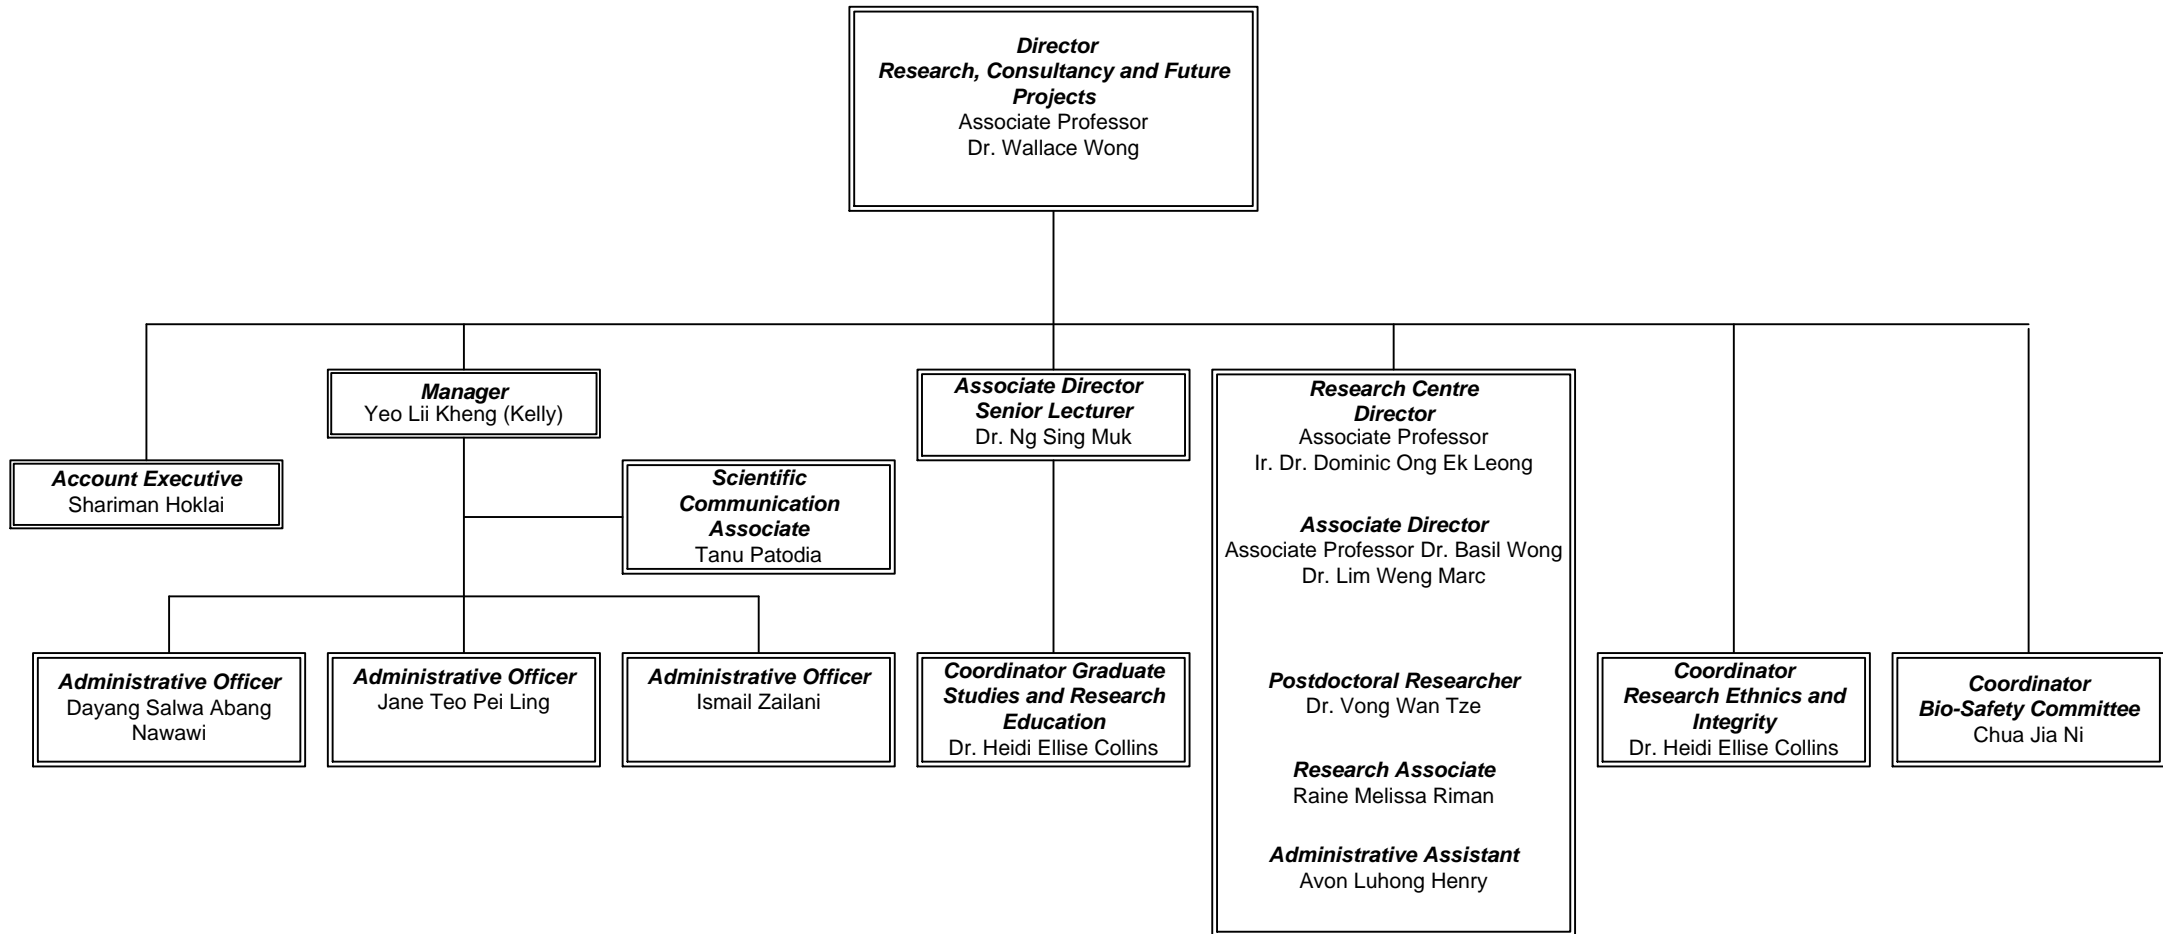 Director
Research, Consultancy and Future
Projects
Associate Professor
Dr. Wallace Wong
Manager
Yeo Lii Kheng (Kelly)
Account Executive
Shariman Hoklai
Scientific
Communication
Associate
Tanu Patodia
Administrative Officer
Dayang Salwa Abang
Nawawi
Administrative Officer
Jane Teo Pei Ling
Administrative Officer
Ismail Zailani
Associate Director
Senior Lecturer
Dr. Ng Sing Muk
Coordinator Graduate
Studies and Research
Education
Dr. Heidi Ellise Collins
Research Centre
Director
Associate Professor
Ir. Dr. Dominic Ong Ek Leong
Associate Director
Associate Professor Dr. Basil Wong
Dr. Lim Weng Marc
Postdoctoral Researcher
Dr. Vong Wan Tze
Research Associate
Raine Melissa Riman
Administrative Assistant
Avon Luhong Henry
Coordinator
Research Ethnics and
Integrity
Dr. Heidi Ellise Collins
Coordinator
Bio-Safety Committee
Chua Jia Ni